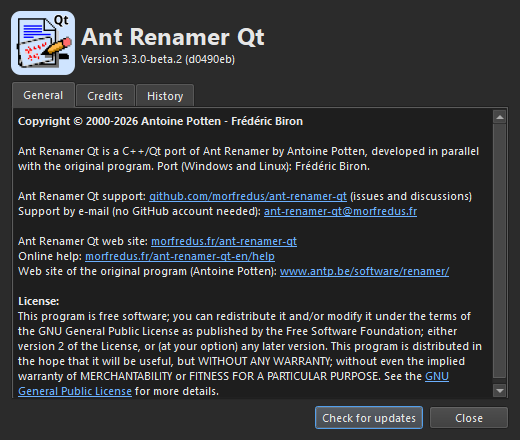 Qt
Ant Renamer Qt
Version 3.3.0-beta.2 (d0490eb)
General
Credits
History
Copyright © 2000-2026 Antoine Potten - Frédéric Biron
Ant Renamer Qt is a C++/Qt port of Ant Renamer by Antoine Potten, developed in parallel
with the original program. Port (Windows and Linux): Frédéric Biron.
Ant Renamer Qt support: github.com/morfredus/ant-renamer-qt (issues and discussions)
Support by e-mail (no GitHub account needed): ant-renamer-qt@morfredus.fr
Ant Renamer Qt web site: morfredus.fr/ant-renamer-qt
Online help: morfredus.fr/ant-renamer-qt-en/help
Web site of the original program (Antoine Potten): www.antp.be/software/renamer/
License:
This program is free software; you can redistribute it and/or modify it under the terms of
the GNU General Public License as published by the Free Software Foundation; either
version 2 of the License, or (at your option) any later version. This program is distributed in
the hope that it will be useful, but WITHOUT ANY WARRANTY; without even the implied
warranty of MERCHANTABILITY or FITNESS FOR A PARTICULAR PURPOSE. See the GNU
General Public License for more details.
Check for updates
Close